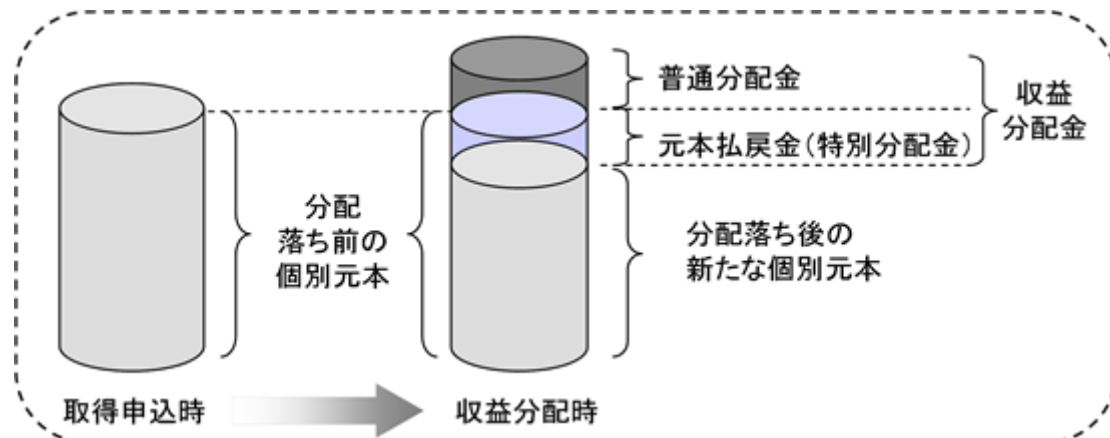 普通分配金
元本払戻金(特別分配金)
収益
分配金
分配
落ち前の
個別元本
分配落ち後の
新たな個別元本
取得申込時
収益分配時